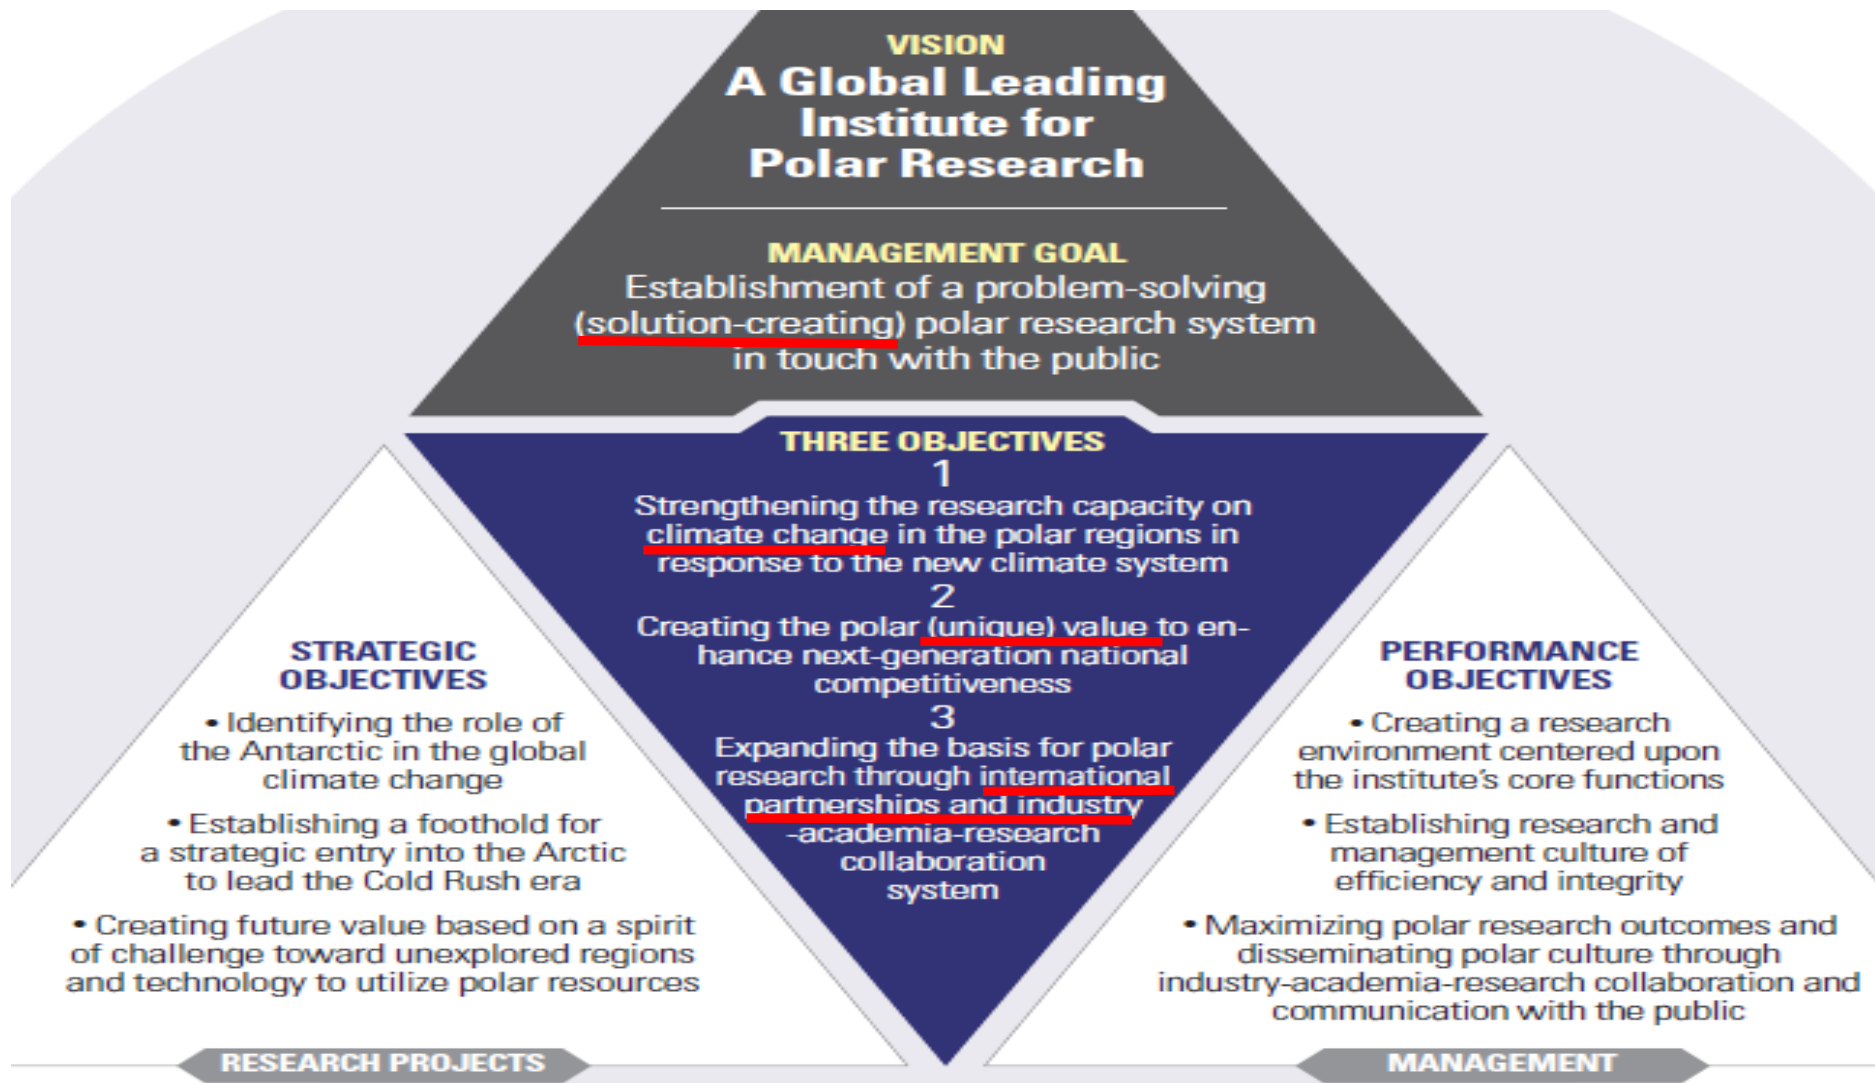 VISION
A Global Leading
Institute for
Polar Research
MANAGEMENT GOAL
Establishment of a problem-solving
(solution-creating) polar research system
in touch with the public
THREE OBJECTIVES
1
Strengthening the research capacity on
climate change in the polar regions in
response to the new climate system
2
Creating the polar (unique) value to en-
hance next-generation national
competitiveness
3
Expanding the basis for polar
research through international
partnerships and industry
-academia-research
collaboration
system
STRATEGIC
OBJECTIVES
• Identifying the role of
the Antarctic in the global
climate change
• Establishing a foothold for
a strategic entry into the Arctic
to lead the Cold Rush era
• Creating future value based on a spirit
of challenge toward unexplored regions
and technology to utilize polar resources
RESEARCH PROJECTS
PERFORMANCE
OBJECTIVES
• Creating a research
environment centered upon
the institute's core functions
• Establishing research and
management culture of
efficiency and integrity
• Maximizing polar research outcomes and
disseminating polar culture through
industry-academia-research collaboration and
communication with the public
MANAGEMENT